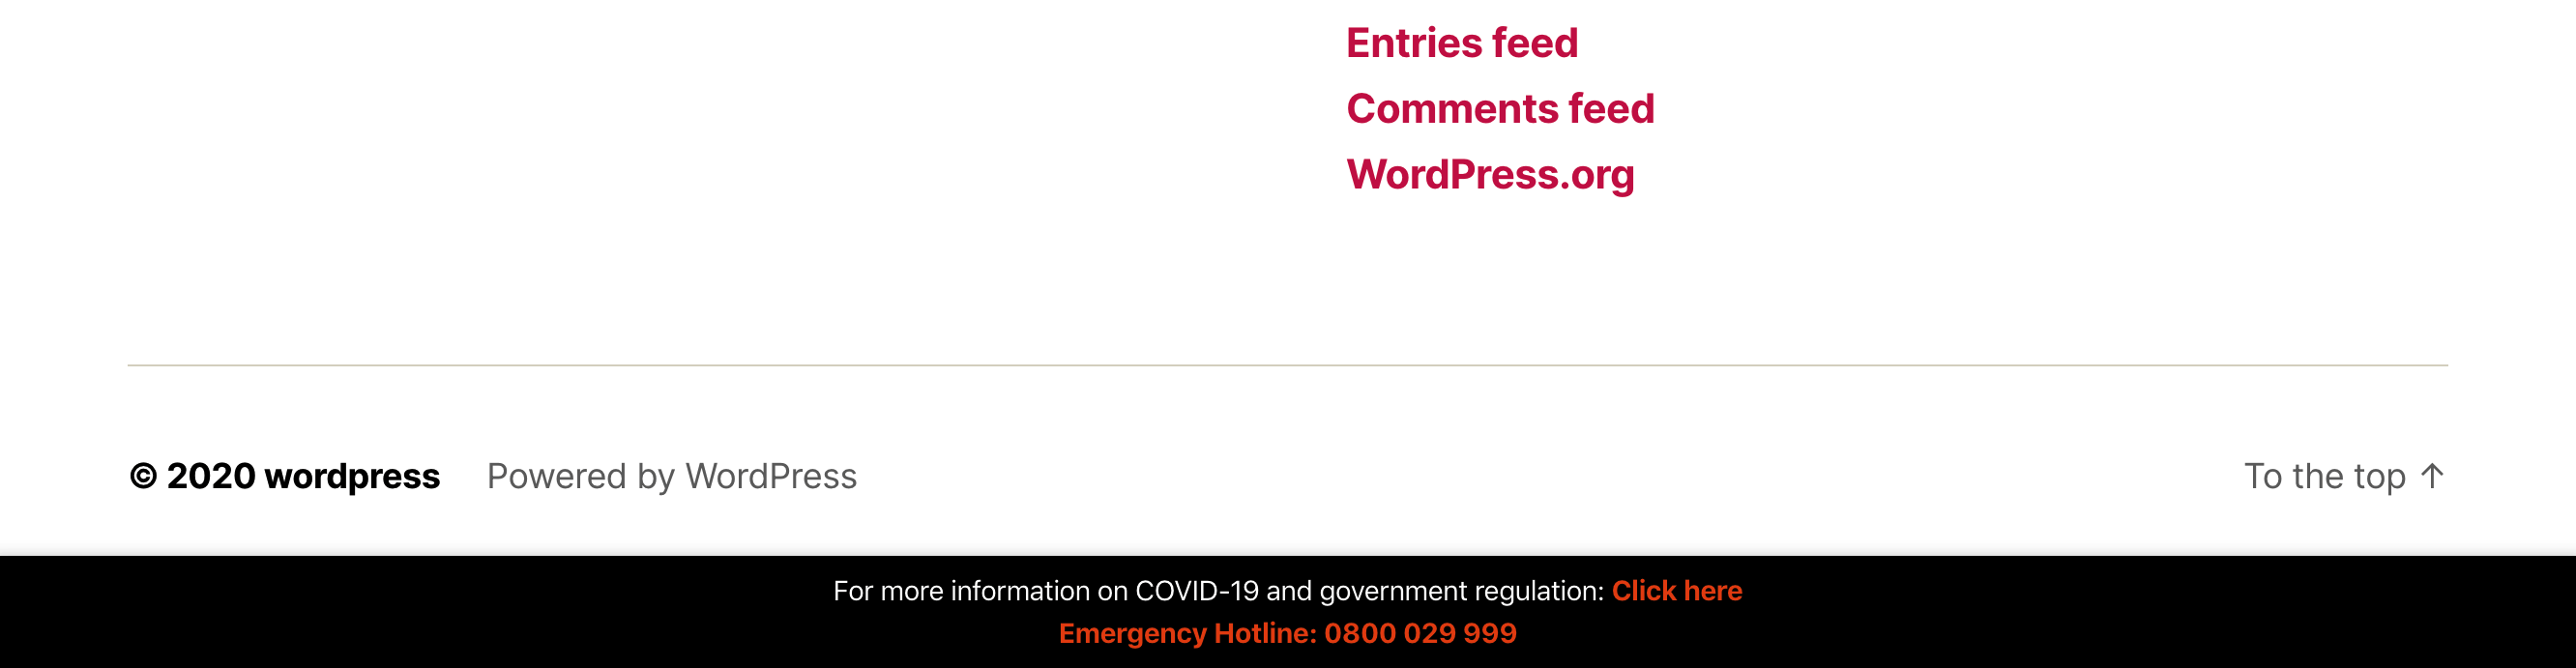 Entries feed
Comments feed
WordPress.org
© 2020 wordpress Powered by WordPress To the top ↑
For more information on COVID-19 and government regulation: Click here
Emergency Hotline: 0800 029 999